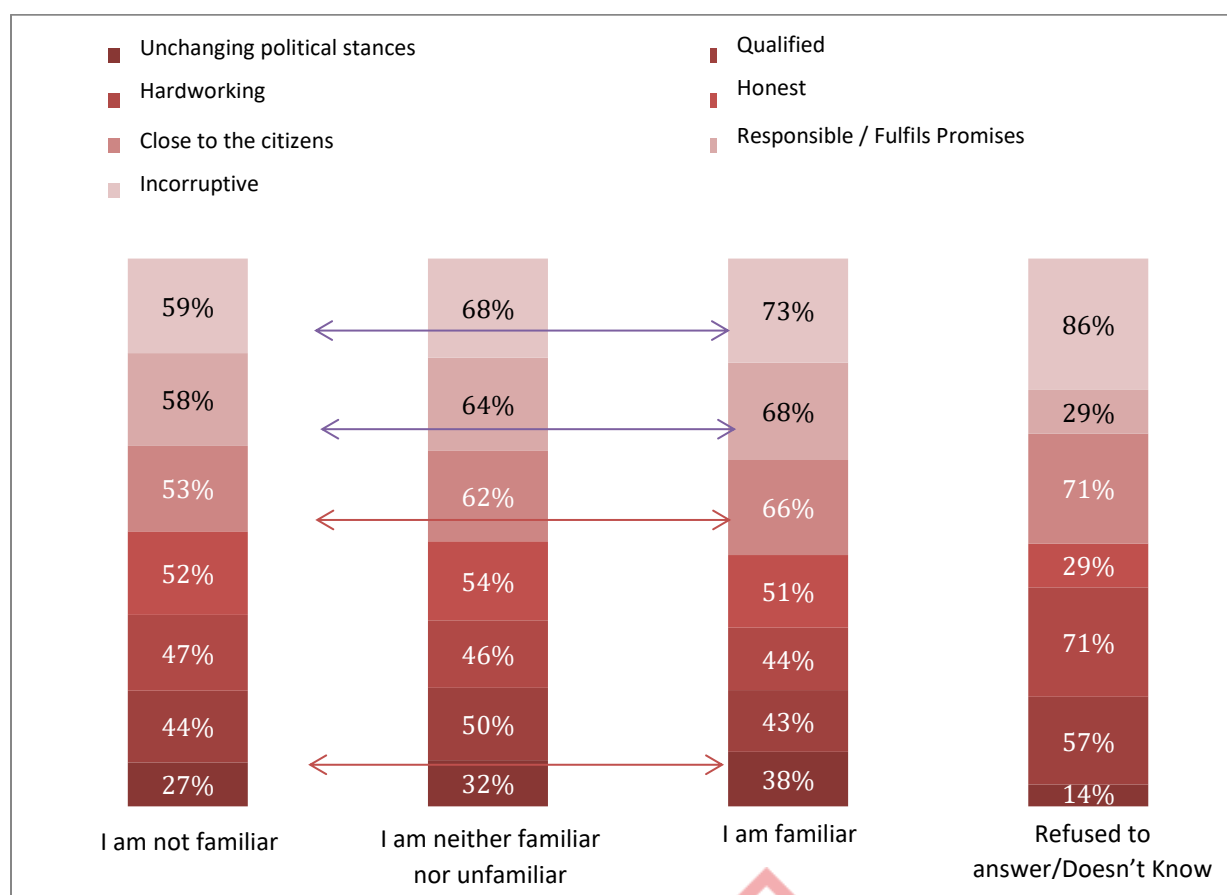 Unchanging political stances
Qualified
Hardworking
Honest
Close to the citizens
Responsible / Fulfils Promises
Incorruptive
59%
68%
73%
86%
58%
64%
68%
29%
53%
62%
66%
71%
52%
54%
51%
29%
47%
46%
44%
71%
44%
50%
43%
57%
27%
32%
38%
14%
I am not familiar
I am neither familiar
nor unfamiliar
I am familiar
Refused to
answer/Doesn't Know